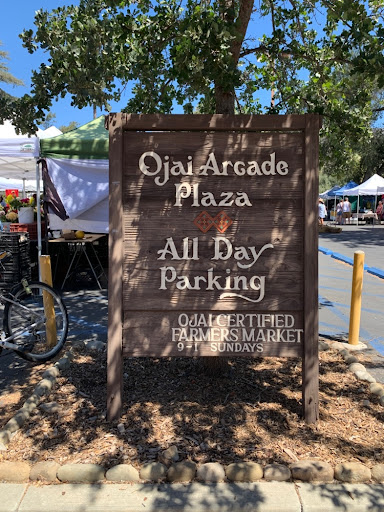 Ojai Arcade
Plaza
All Day
Parking
OJAI CERTIFIED
FARMERS MARKET
9-1 SUNDAYS